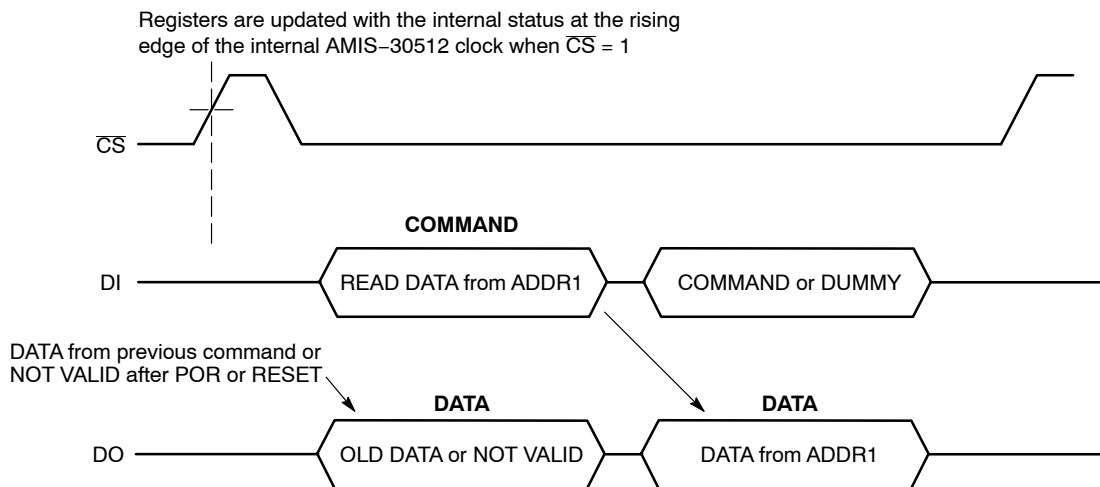 Registers are updated with the internal status at the rising
edge of the internal AMIS−30512 clock when C̅S̅ = 1
C̅S̅
COMMAND
DI
READ DATA from ADDR1
COMMAND or DUMMY
DATA from previous command or
NOT VALID after POR or RESET
DATA
DATA
DO
OLD DATA or NOT VALID
DATA from ADDR1